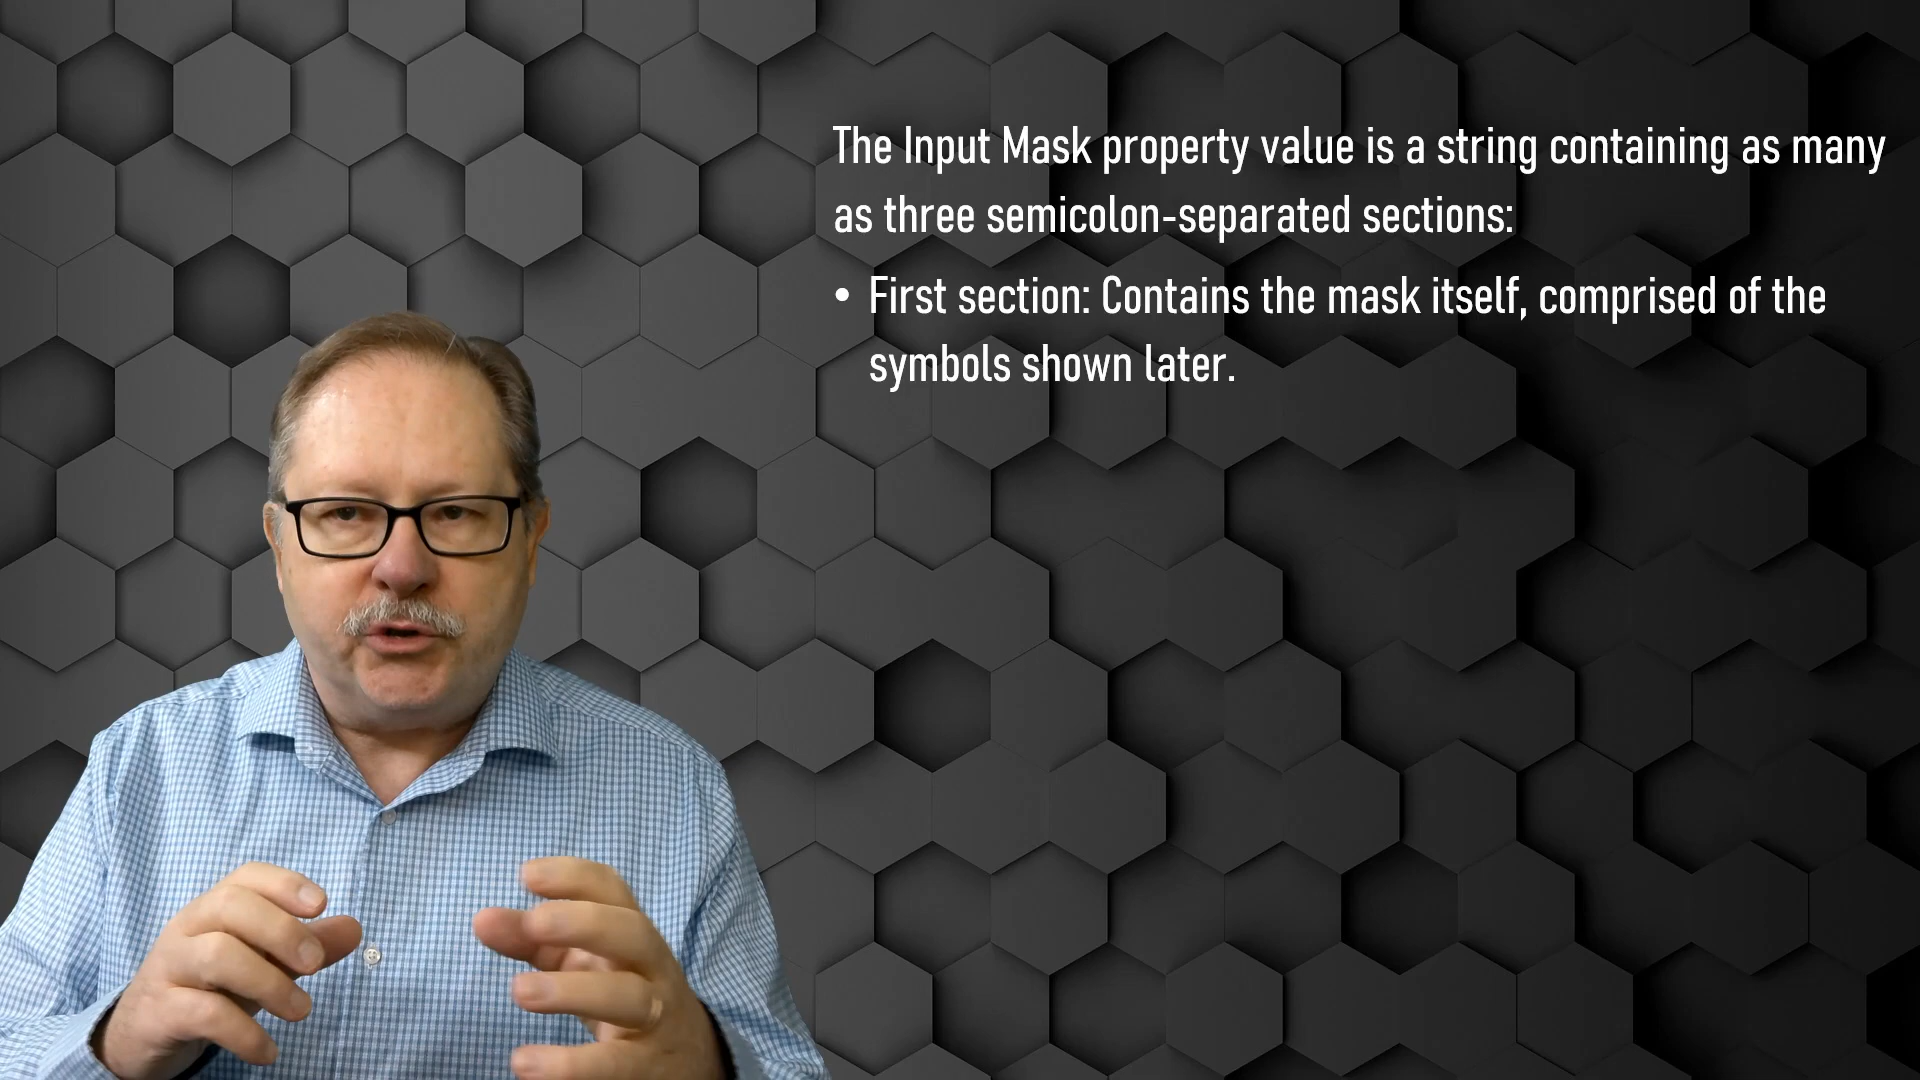 The Input Mask property value is a string containing as many
as three semicolon-separated sections:
• First section: Contains the mask itself, comprised of the
symbols shown later.